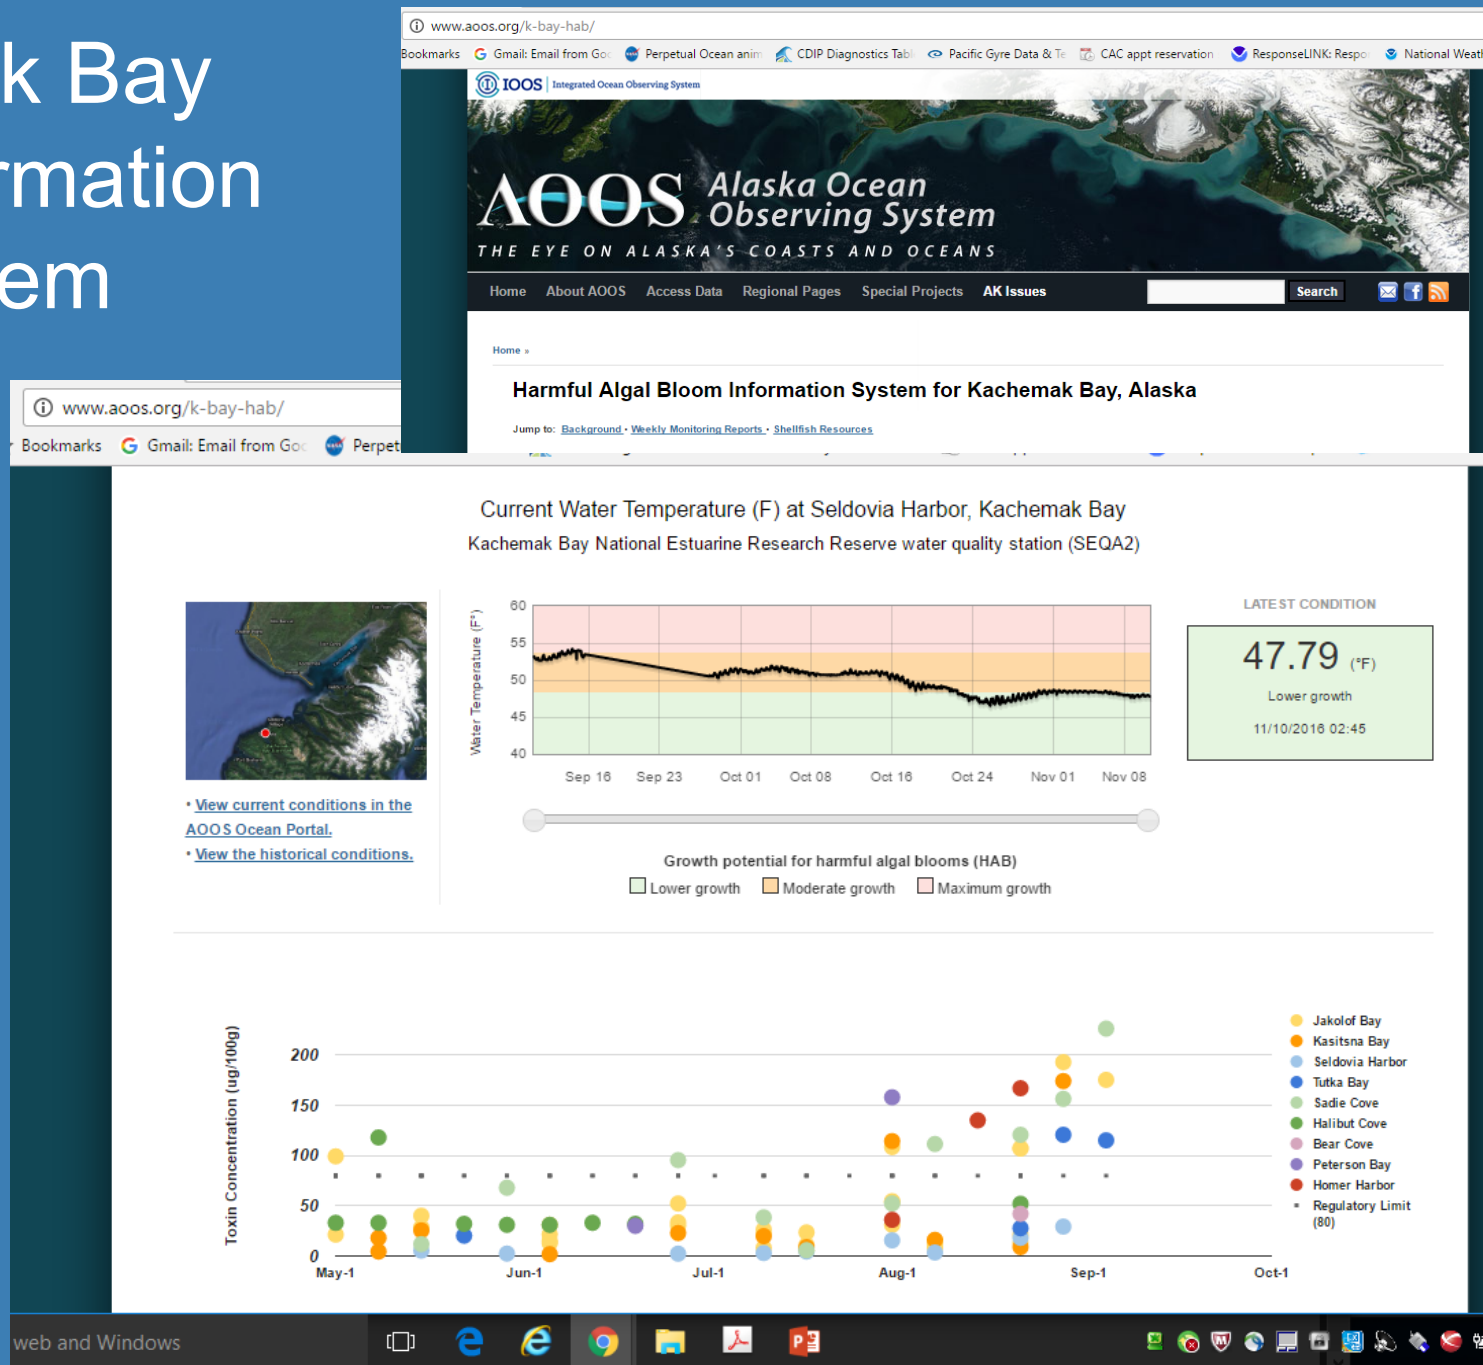 k Bay
rmation
em
www.aoos.org/k-bay-hab/
Bookmarks Gmail: Email from Goo Perpetual Ocean anim CDIP Diagnostics Tabl Pacific Gyre Data & Te CAC appt reservation ResponseLINK: Respo National Weath
IOOS Integrated Ocean Observing System
AOOS Alaska Ocean
Observing System
THE EYE ON ALASKA'S COASTS AND OCEANS
Home About AOOS Access Data Regional Pages Special Projects AK Issues Search
Home »
Harmful Algal Bloom Information System for Kachemak Bay, Alaska
Jump to: Background • Weekly Monitoring Reports • Shellfish Resources
www.aoos.org/k-bay-hab/
Bookmarks Gmail: Email from Goo Perpet
Current Water Temperature (F) at Seldovia Harbor, Kachemak Bay
Kachemak Bay National Estuarine Research Reserve water quality station (SEQA2)
• View current conditions in the
AOOS Ocean Portal.
• View the historical conditions.
Water Temperature (F°)
60
55
50
45
40
Sep 16 Sep 23 Oct 01 Oct 08 Oct 16 Oct 24 Nov 01 Nov 08
Growth potential for harmful algal blooms (HAB)
Lower growth Moderate growth Maximum growth
LATEST CONDITION
47.79 (°F)
Lower growth
11/10/2016 02:45
Toxin Concentration (ug/100g)
200
150
100
50
0
May-1 Jun-1 Jul-1 Aug-1 Sep-1 Oct-1
Jakolof Bay
Kasitsna Bay
Seldovia Harbor
Tutka Bay
Sadie Cove
Halibut Cove
Bear Cove
Peterson Bay
Homer Harbor
Regulatory Limit
(80)
web and Windows